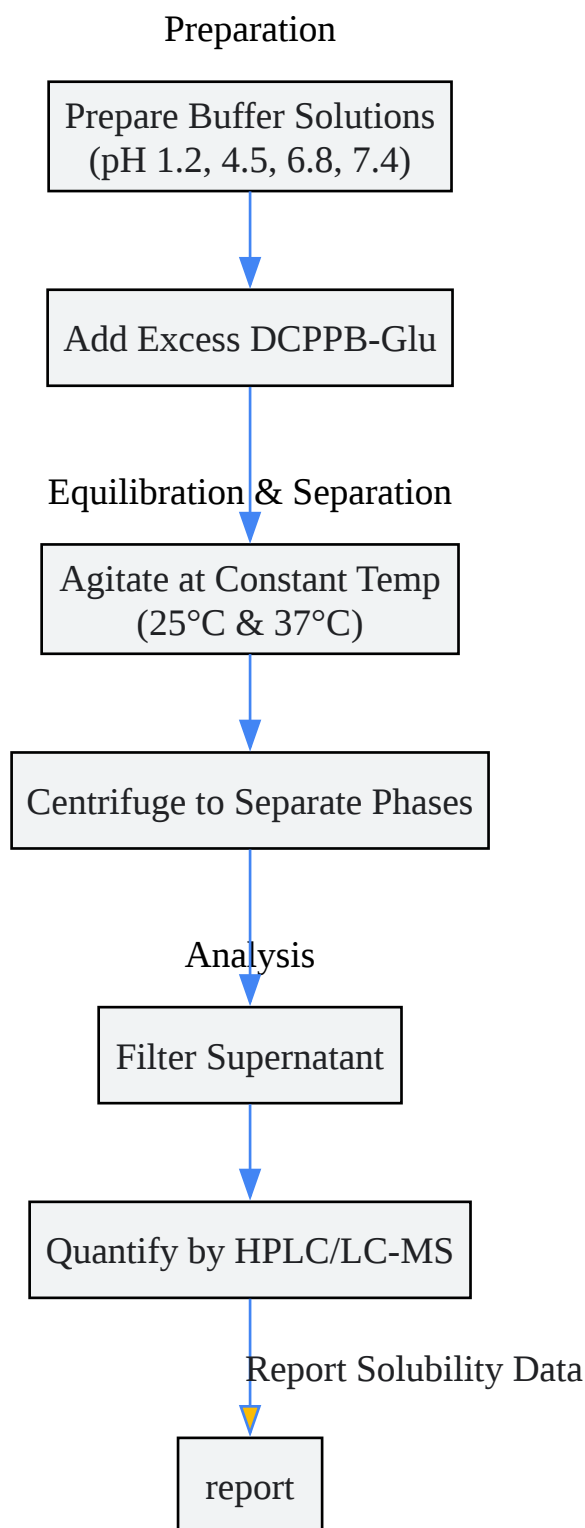 Preparation
Prepare Buffer Solutions
(pH 1.2, 4.5, 6.8, 7.4)
Add Excess DCPPB-Glu
Equilibration & Separation
Agitate at Constant Temp
(25°C & 37°C)
Centrifuge to Separate Phases
Analysis
Filter Supernatant
Quantify by HPLC/LC-MS
Report Solubility Data
report